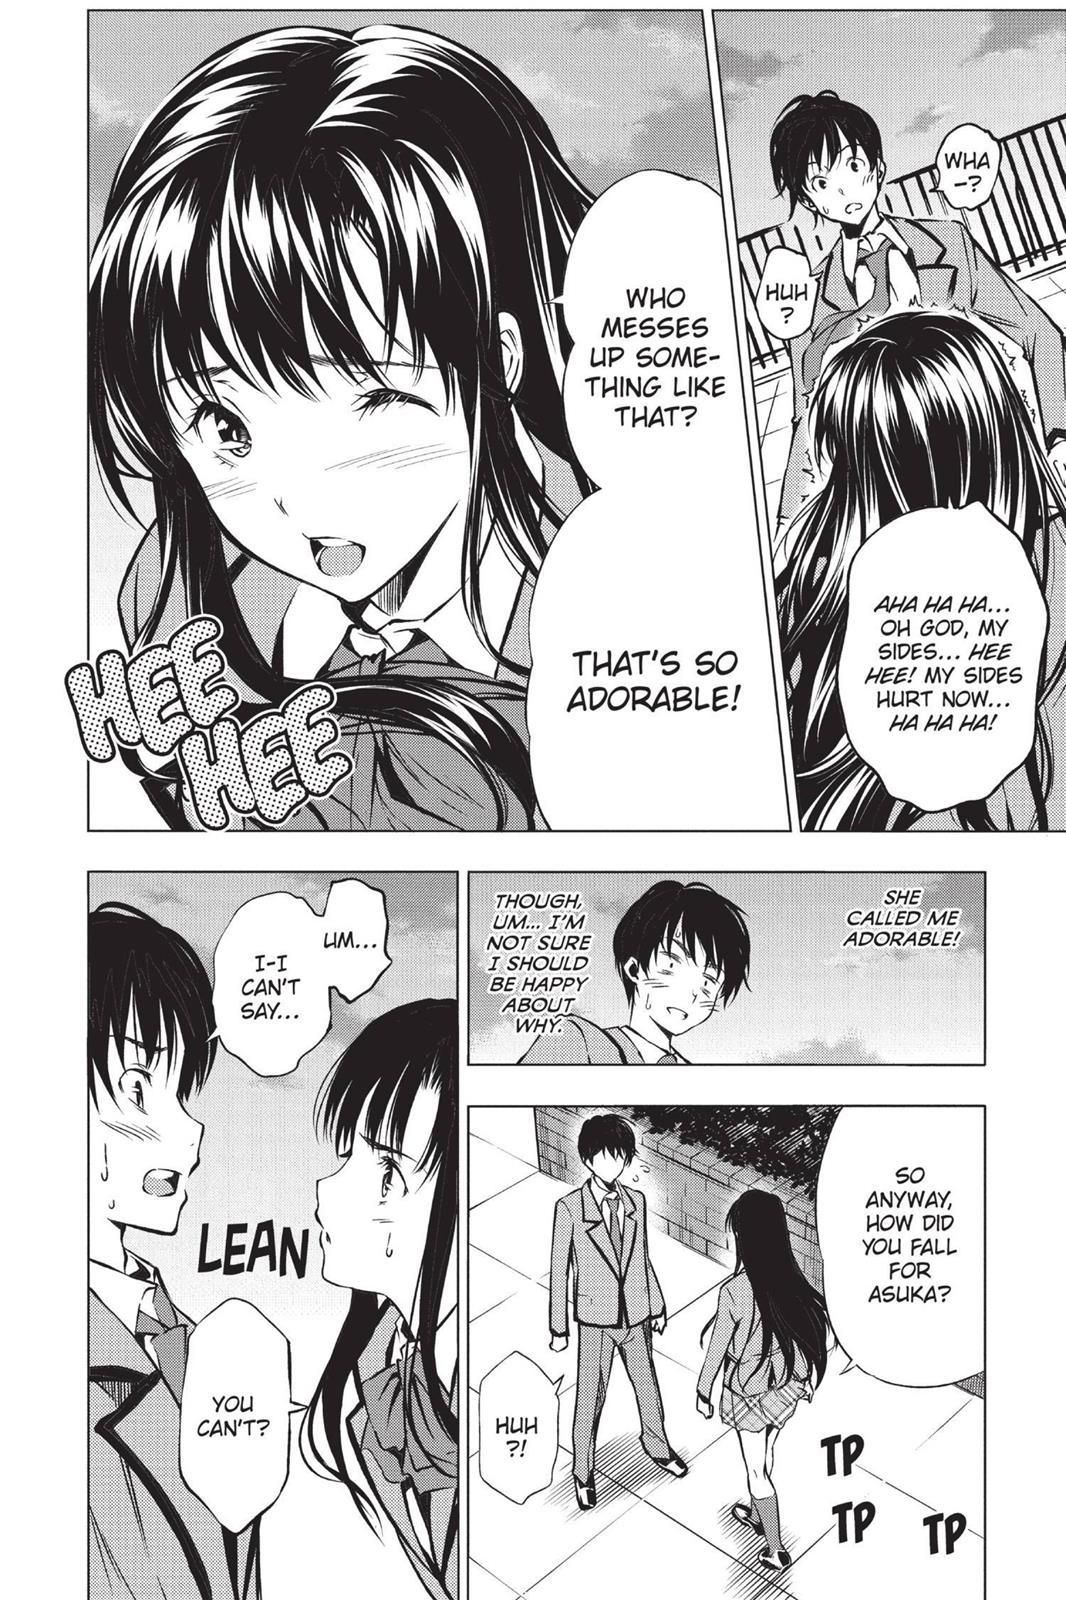 WHA
-?
HUH
?
AHA HA HA...
OH GOD, MY
SIDES... HEE
HEE! MY SIDES
HURT NOW...
HA HA HA!
WHO
MESSES
UP SOME-
THING LIKE
THAT?
THAT'S SO
ADORABLE!
HEE
HEE
SHE
CALLED ME
ADORABLE!
THOUGH,
UM... I'M
NOT SURE
I SHOULD
BE HAPPY
ABOUT
WHY.
SO
ANYWAY,
HOW DID
YOU FALL
FOR
ASUKA?
HUH
?!
TP
TP
TP
UM...
I-I
CAN'T
SAY...
LEAN
YOU
CAN'T?